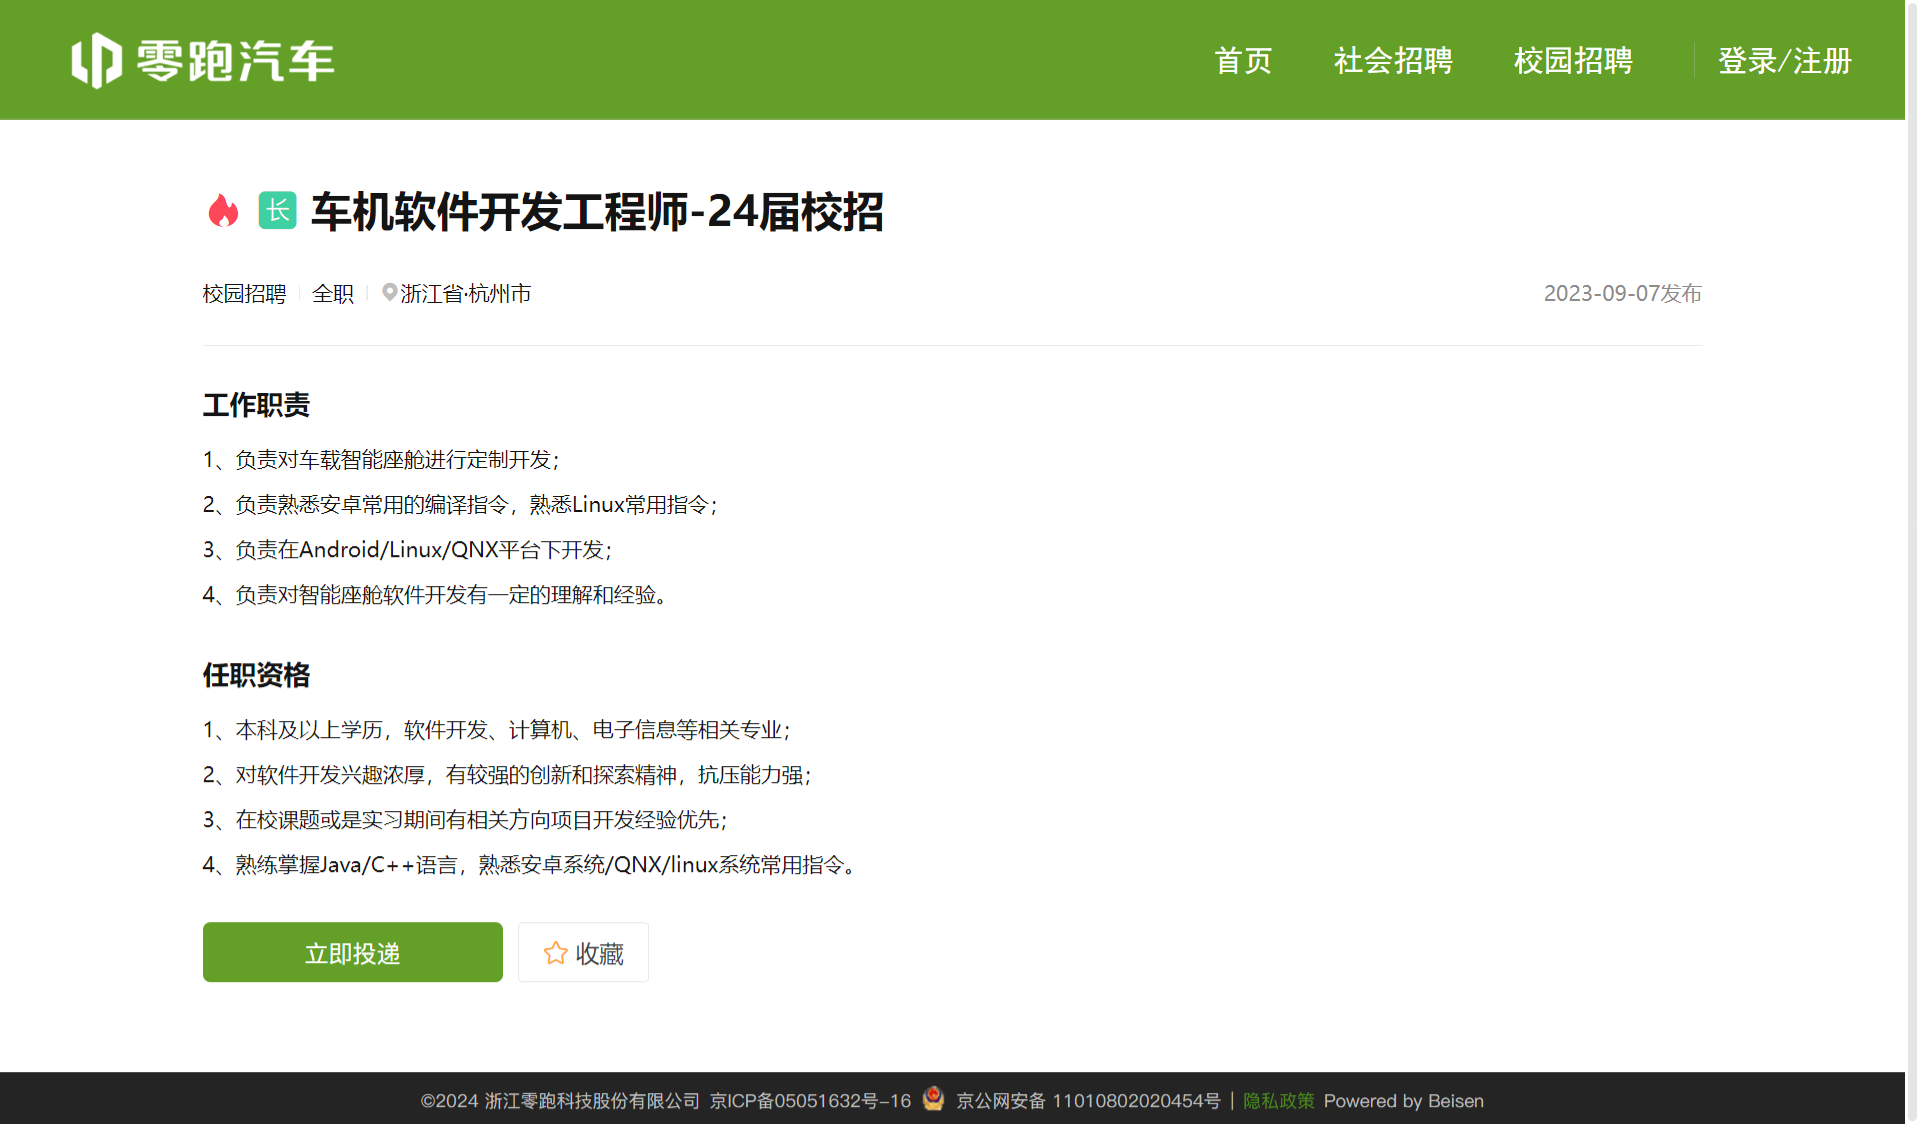 零跑汽车
首页 社会招聘 校园招聘 登录/注册
长 车机软件开发工程师-24届校招
校园招聘 全职 浙江省·杭州市 2023-09-07发布
工作职责
1、负责对车载智能座舱进行定制开发；
2、负责熟悉安卓常用的编译指令，熟悉Linux常用指令；
3、负责在Android/Linux/QNX平台下开发；
4、负责对智能座舱软件开发有一定的理解和经验。
任职资格
1、本科及以上学历，软件开发、计算机、电子信息等相关专业；
2、对软件开发兴趣浓厚，有较强的创新和探索精神，抗压能力强；
3、在校课题或是实习期间有相关方向项目开发经验优先；
4、熟练掌握Java/C++语言，熟悉安卓系统/QNX/linux系统常用指令。
立即投递 收藏
©2024 浙江零跑科技股份有限公司 京ICP备05051632号-16 京公网安备 11010802020454号 | 隐私政策 Powered by Beisen